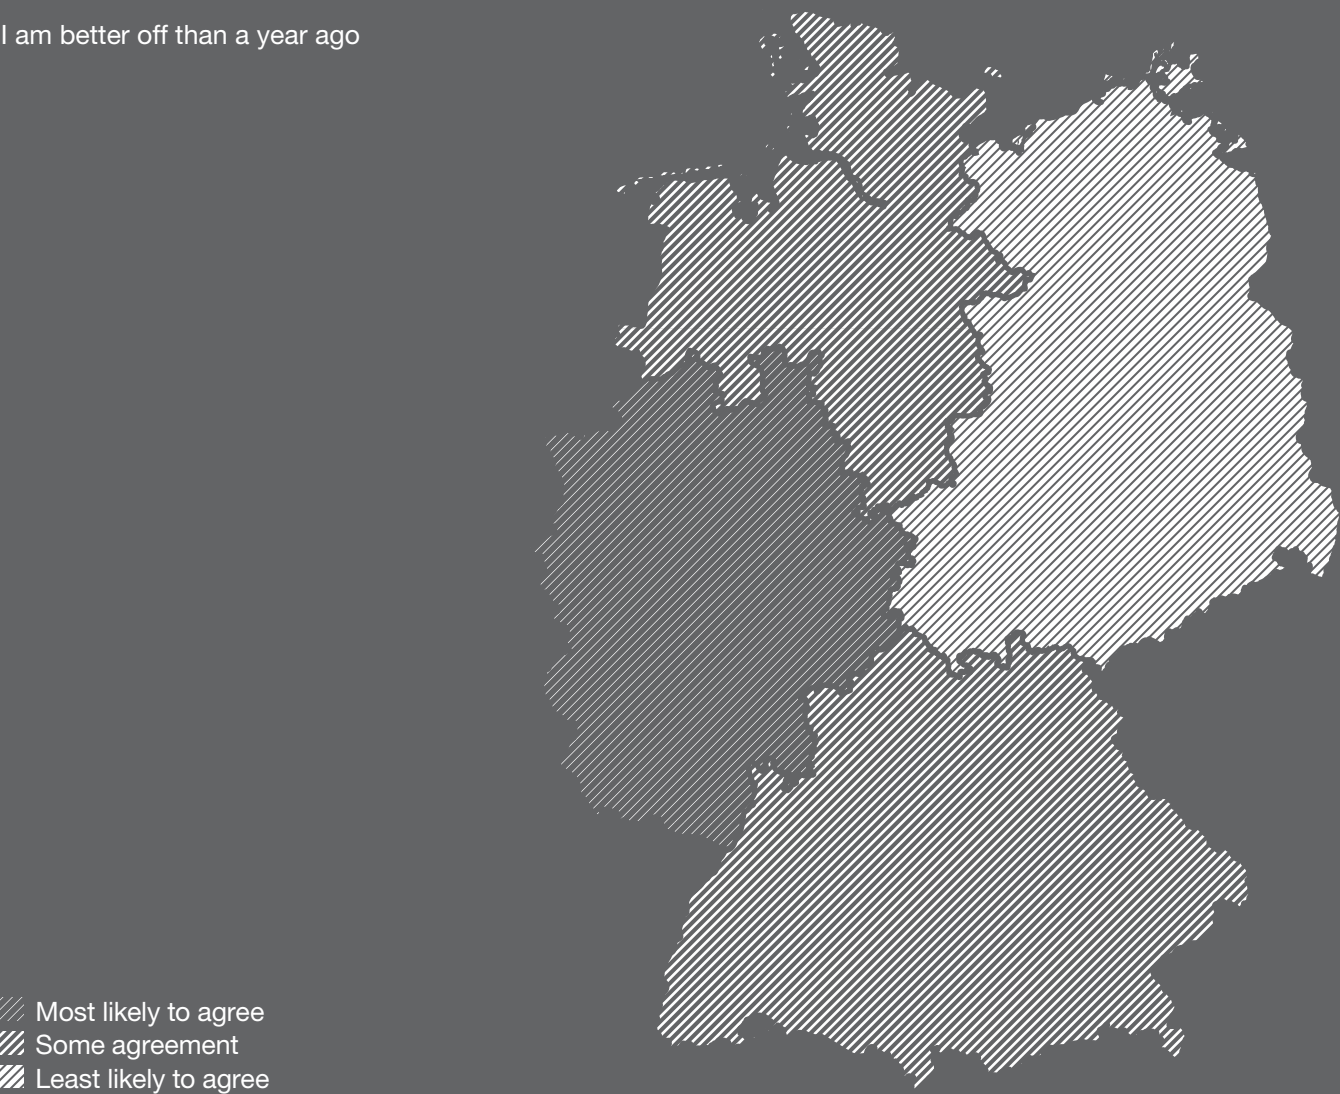 I am better off than a year ago
Most likely to agree
Some agreement
Least likely to agree